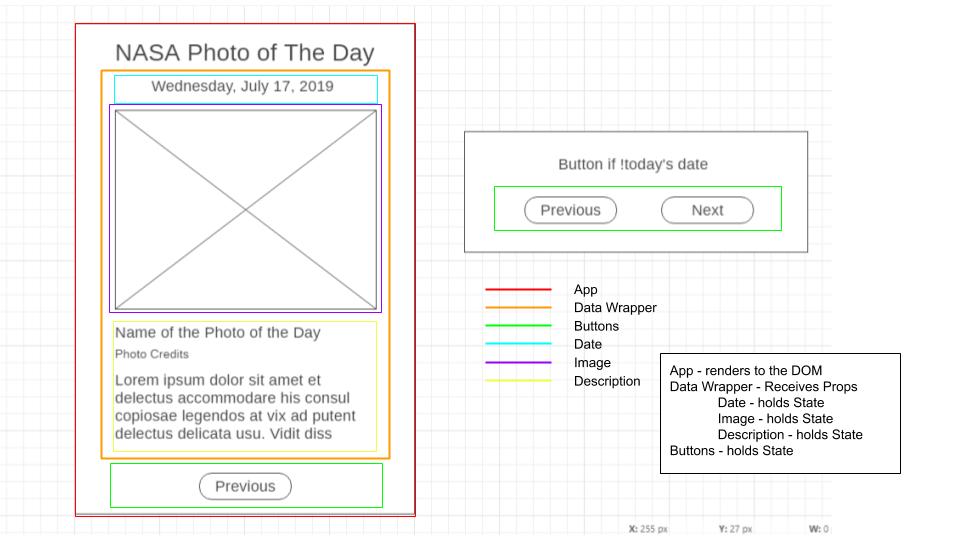 NASA Photo of The Day
Wednesday, July 17, 2019
Name of the Photo of the Day
Photo Credits
Lorem ipsum dolor sit amet et
delectus accommodare his consul
copiosae legendos at vix ad putent
delectus delicata usu. Vidit diss
Previous
Button if !today's date
Previous Next
App
Data Wrapper
Buttons
Date
Image
Description
App - renders to the DOM
Data Wrapper - Receives Props
Date - holds State
Image - holds State
Description - holds State
Buttons - holds State
X: 255 px Y: 27 px W: 0